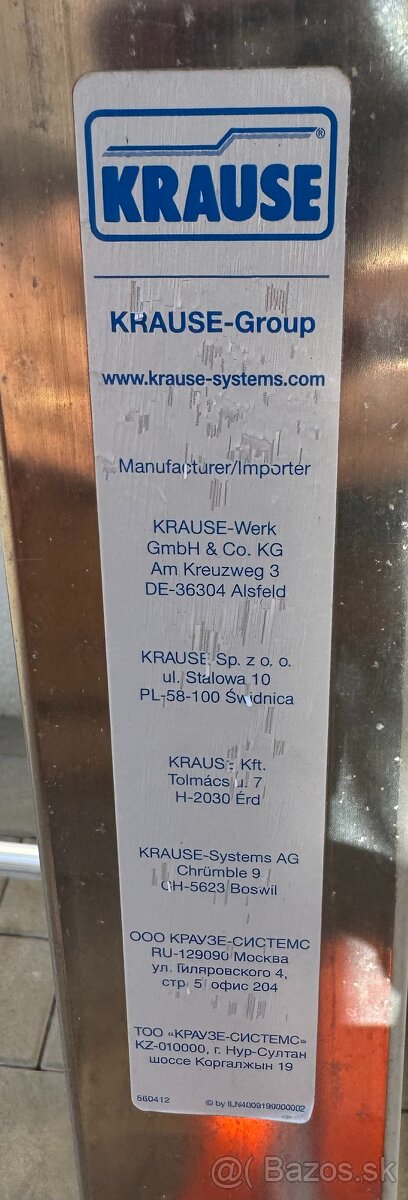 KRAUSE®
KRAUSE-Group
www.krause-systems.com
Manufacturer/Importer
KRAUSE-Werk
GmbH & Co. KG
Am Kreuzweg 3
DE-36304 Alsfeld
KRAUSE Sp. z o. o.
ul. Stalowa 10
PL-58-100 Świdnica
KRAUSE Kft.
Tolmács u. 7
H-2030 Érd
KRAUSE-Systems AG
Chrümble 9
CH-5623 Boswil
ООО КРАУЗЕ-СИСТЕМС
RU-129090 Москва
ул. Гиляровского 4,
стр. 5, офис 204
ТОО «КРАУЗЕ-СИСТЕМС»
KZ-010000, г. Нур-Султан
шоссе Коргалжын 19
560412 © by ILN4009199000002
@ Bazos.sk